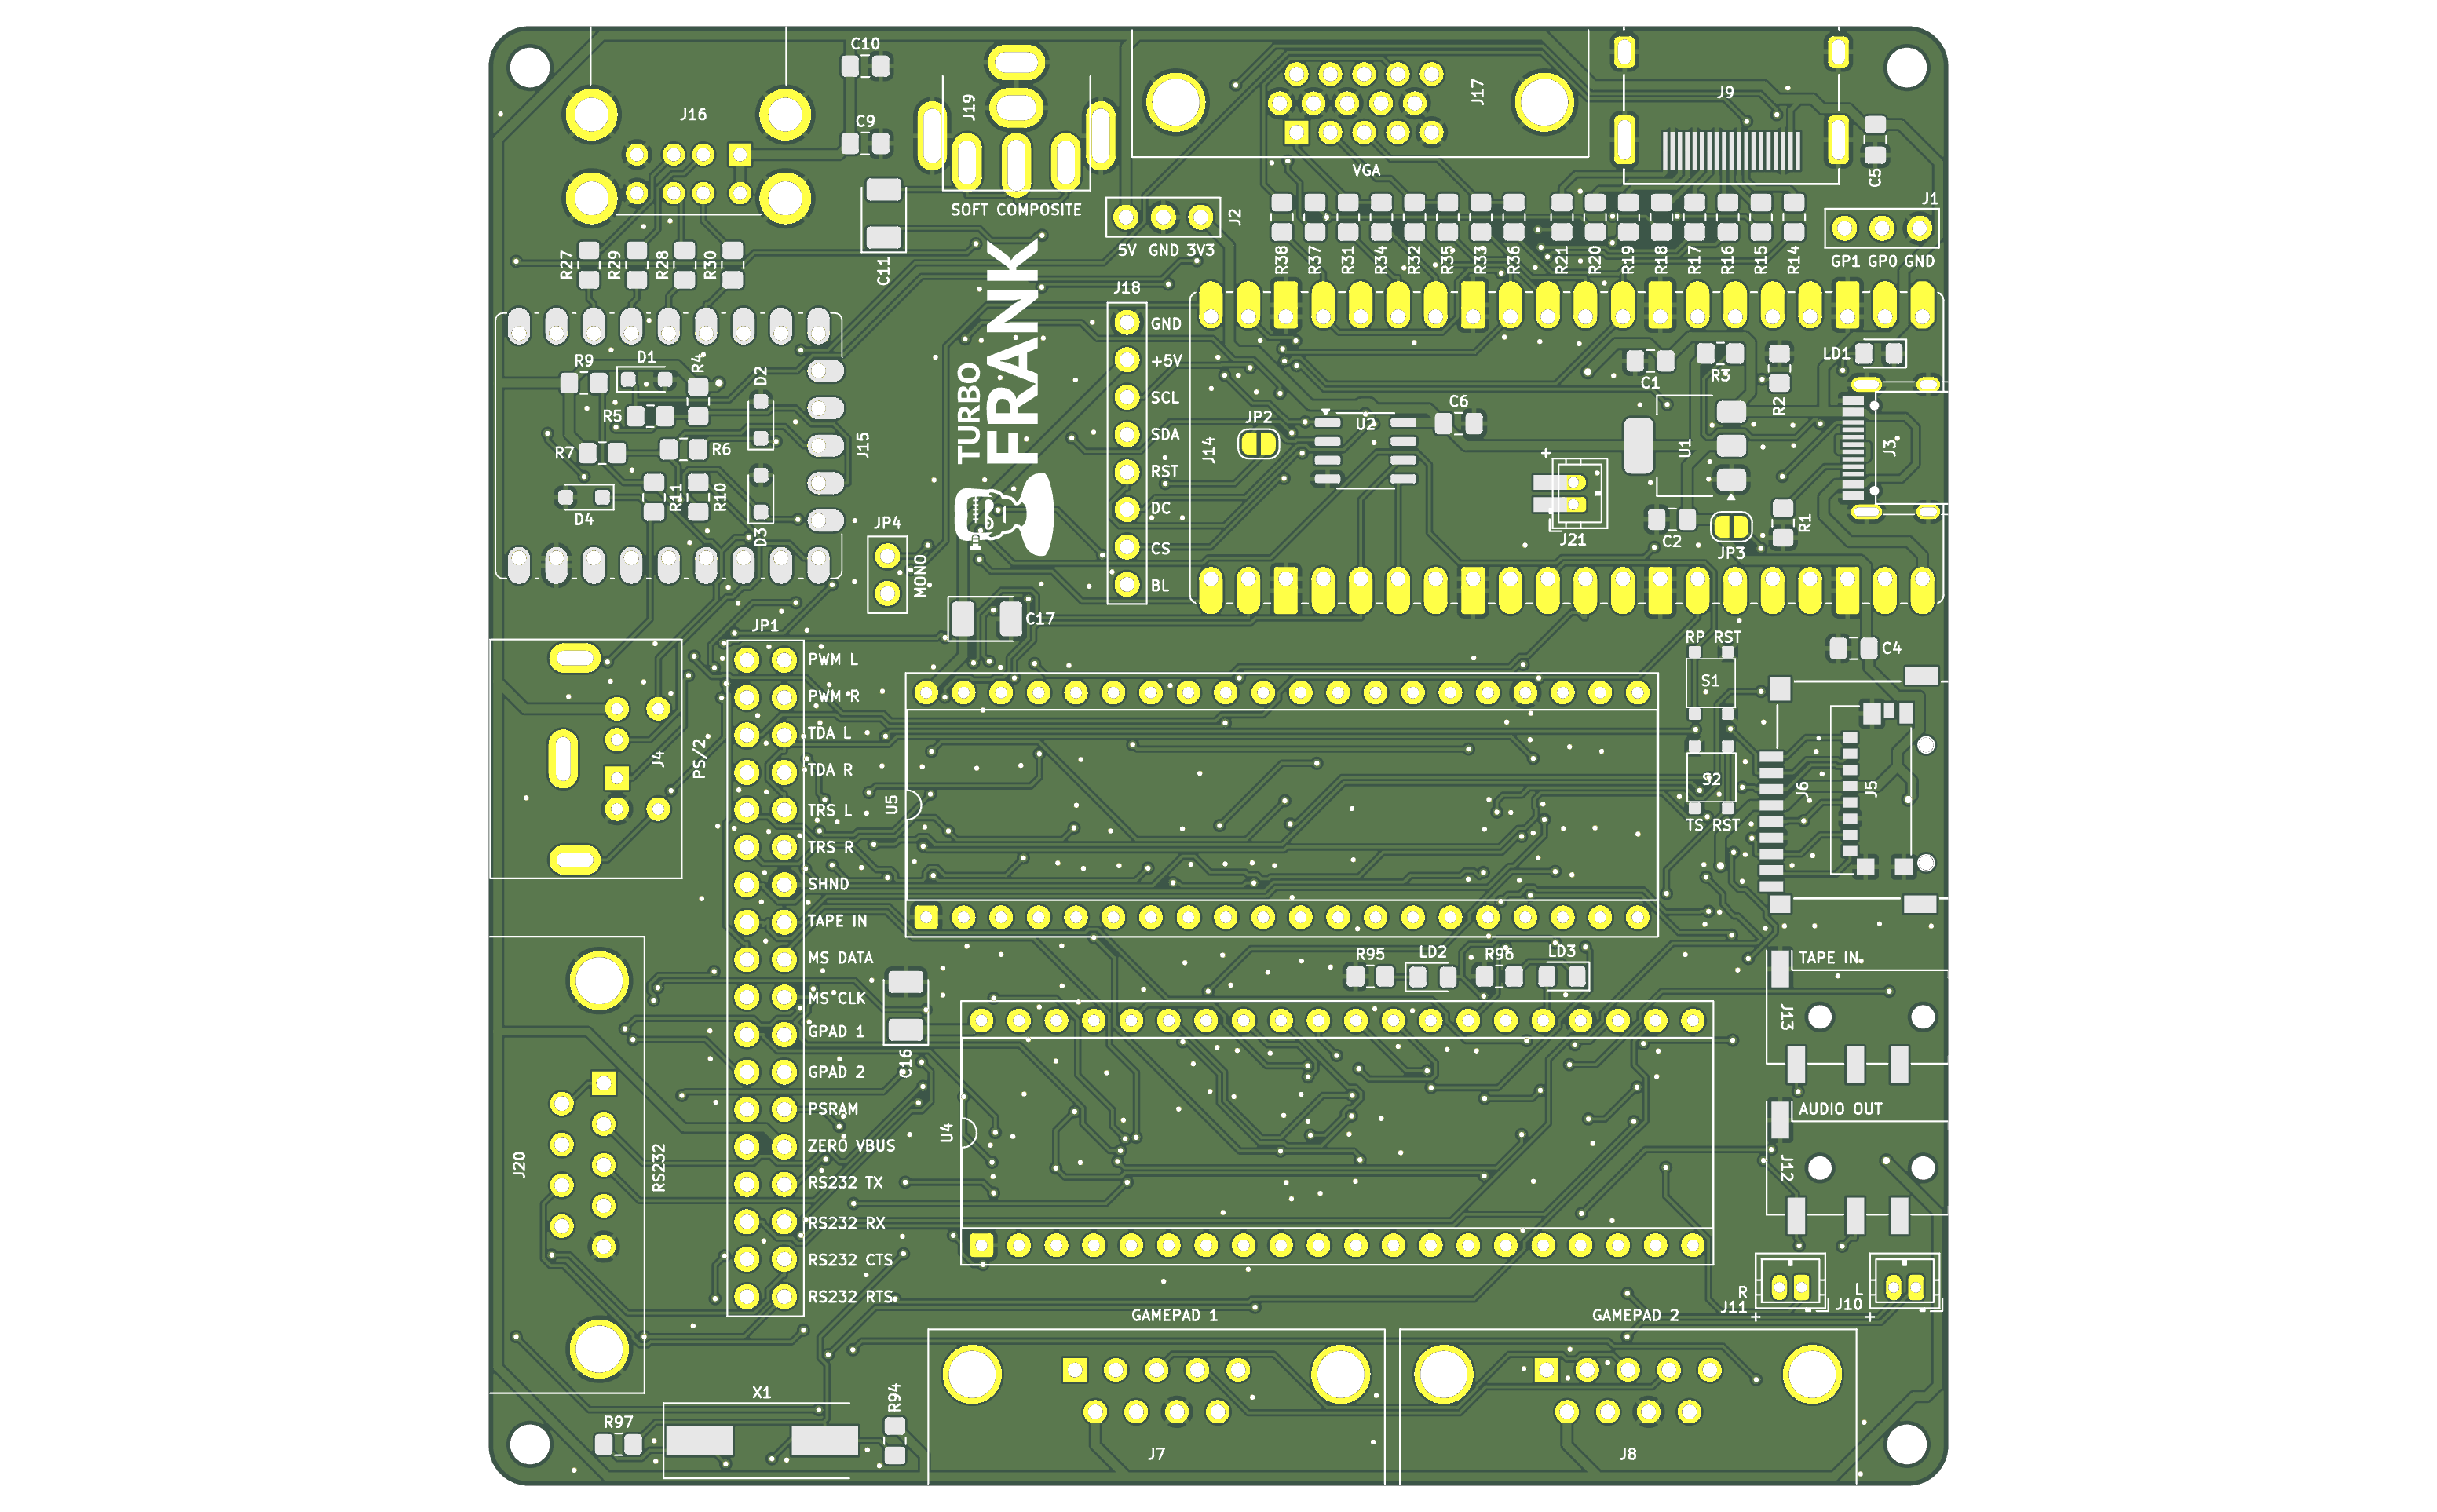 C10
J16
J19
J17
J9
C9
VGA
C5
SOFT COMPOSITE
J2
J1
5V GND 3V3
GP1 GP0 GND
R27
R29
R28
R30
C11
R38
R37
R31
R34
R32
R35
R33
R36
R21
R20
R19
R18
R17
R16
R15
R14
J18
GND
+5V
SCL
SDA
RST
DC
CS
BL
R9
D1
R4
D2
R5
R7
R6
J15
R11
R10
D4
D3
TURBO
FRANK
JP4
MONO
J14
JP2
U2
C6
C1
R3
LD1
R2
U1
J3
+
J21
C2
JP3
R1
C17
JP1
PWM L
PWM R
TDA L
TDA R
TRS L
TRS R
SHND
TAPE IN
MS DATA
MS CLK
GPAD 1
GPAD 2
PSRAM
ZERO VBUS
RS232 TX
RS232 RX
RS232 CTS
RS232 RTS
J4
PS/2
U5
RP RST
S1
S2
TS RST
C4
J6
J5
R95
LD2
R96
LD3
TAPE IN
J13
C16
U4
AUDIO OUT
J12
J20
RS232
R
J11
+
L
J10
+
GAMEPAD 1
GAMEPAD 2
X1
R97
R94
J7
J8